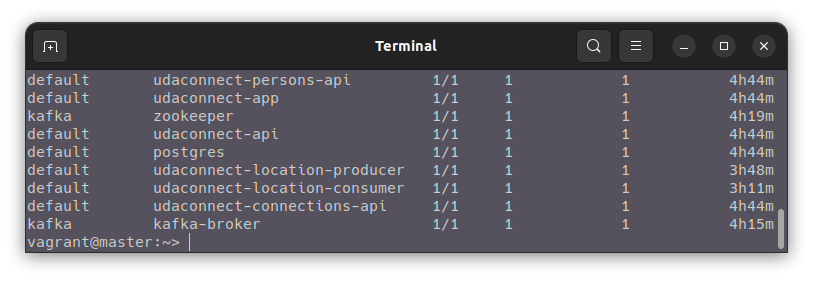 Terminal
default udaconnect-persons-api 1/1 1 1 4h44m
default udaconnect-app 1/1 1 1 4h44m
kafka zookeeper 1/1 1 1 4h19m
default udaconnect-api 1/1 1 1 4h44m
default postgres 1/1 1 1 4h44m
default udaconnect-location-producer 1/1 1 1 3h48m
default udaconnect-location-consumer 1/1 1 1 3h11m
default udaconnect-connections-api 1/1 1 1 4h44m
kafka kafka-broker 1/1 1 1 4h15m
vagrant@master:~>